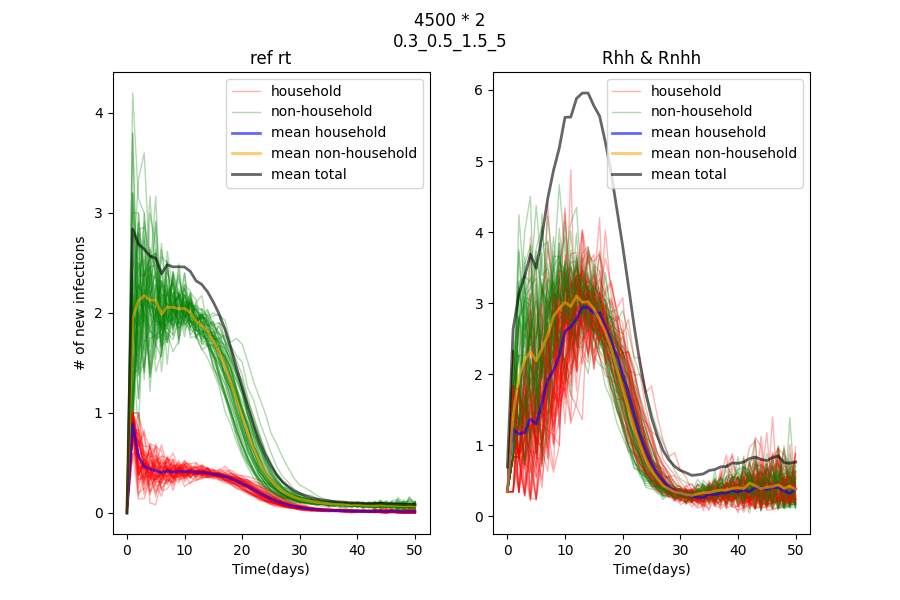 4500 * 2
0.3_0.5_1.5_5
ref rt
Rhh & Rnhh
household
non-household
mean household
mean non-household
mean total
household
non-household
mean household
mean non-household
mean total
# of new infections
4
3
2
1
0
6
5
4
3
2
1
0
0 10 20 30 40 50
0 10 20 30 40 50
Time(days)
Time(days)